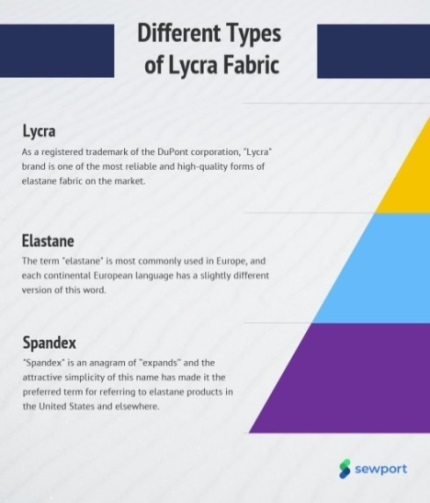 Different Types
of Lycra Fabric
Lycra
As a registered trademark of the DuPont corporation, "Lycra"
brand is one of the most reliable and high-quality forms of
elastane fabric on the market.
Elastane
The term "elastane" is most commonly used in Europe, and
each continental European language has a slightly different
version of this word.
Spandex
"Spandex" is an anagram of "expands" and the
attractive simplicity of this name has made it the
preferred term for referring to elastane products in
the United States and elsewhere.
sewport